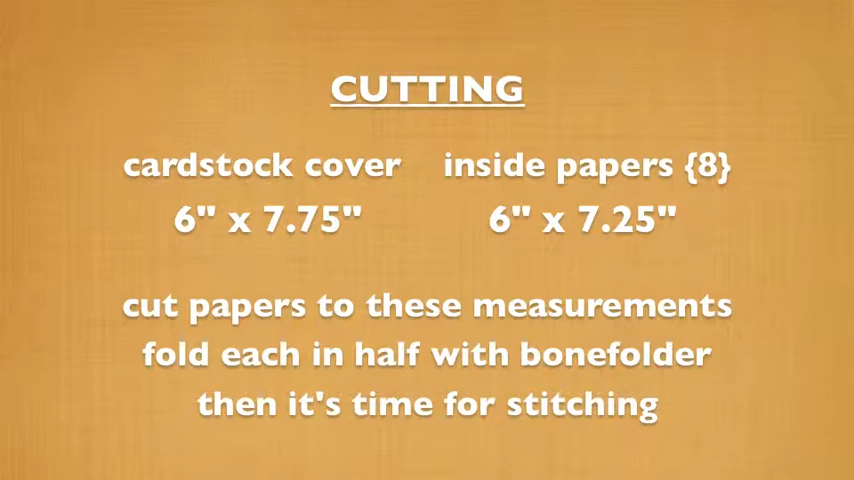 CUTTING
cardstock cover inside papers {8}
6" x 7.75" 6" x 7.25"
cut papers to these measurements
fold each in half with bonefolder
then it's time for stitching